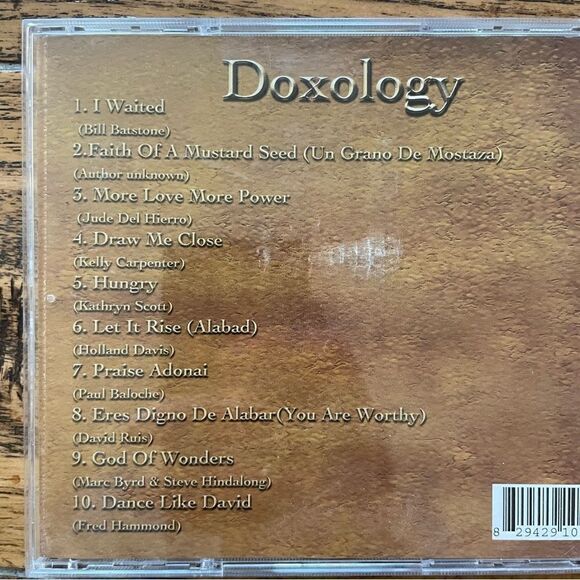 Doxology
1. I Waited
(Bill Batstone)
2.Faith Of A Mustard Seed (Un Grano De Mostaza)
(Author unknown)
3. More Love More Power
(Jude Del Hierro)
4. Draw Me Close
(Kelly Carpenter)
5. Hungry
(Kathryn Scott)
6. Let It Rise (Alabad)
(Holland Davis)
7. Praise Adonai
(Paul Baloche)
8. Eres Digno De Alabar(You Are Worthy)
(David Ruis)
9. God Of Wonders
(Marc Byrd & Steve Hindalong)
10. Dance Like David
(Fred Hammond)
8 29429 10